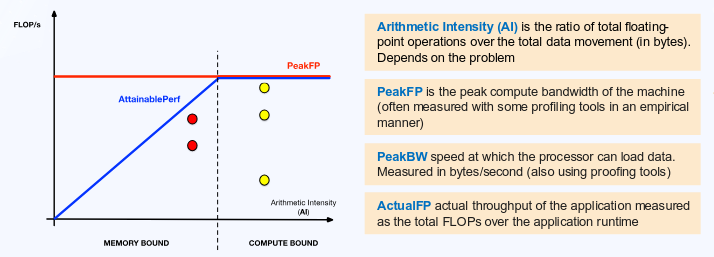 FLOP/s
PeakFP
AttainablePerf
Arithmetic Intensity
(AI)
MEMORY BOUND
COMPUTE BOUND
Arithmetic Intensity (AI) is the ratio of total floating-
point operations over the total data movement (in bytes).
Depends on the problem
PeakFP is the peak compute bandwidth of the machine
(often measured with some profiling tools in an empirical
manner)
PeakBW speed at which the processor can load data.
Measured in bytes/second (also using proofing tools)
ActualFP actual throughput of the application measured
as the total FLOPs over the application runtime